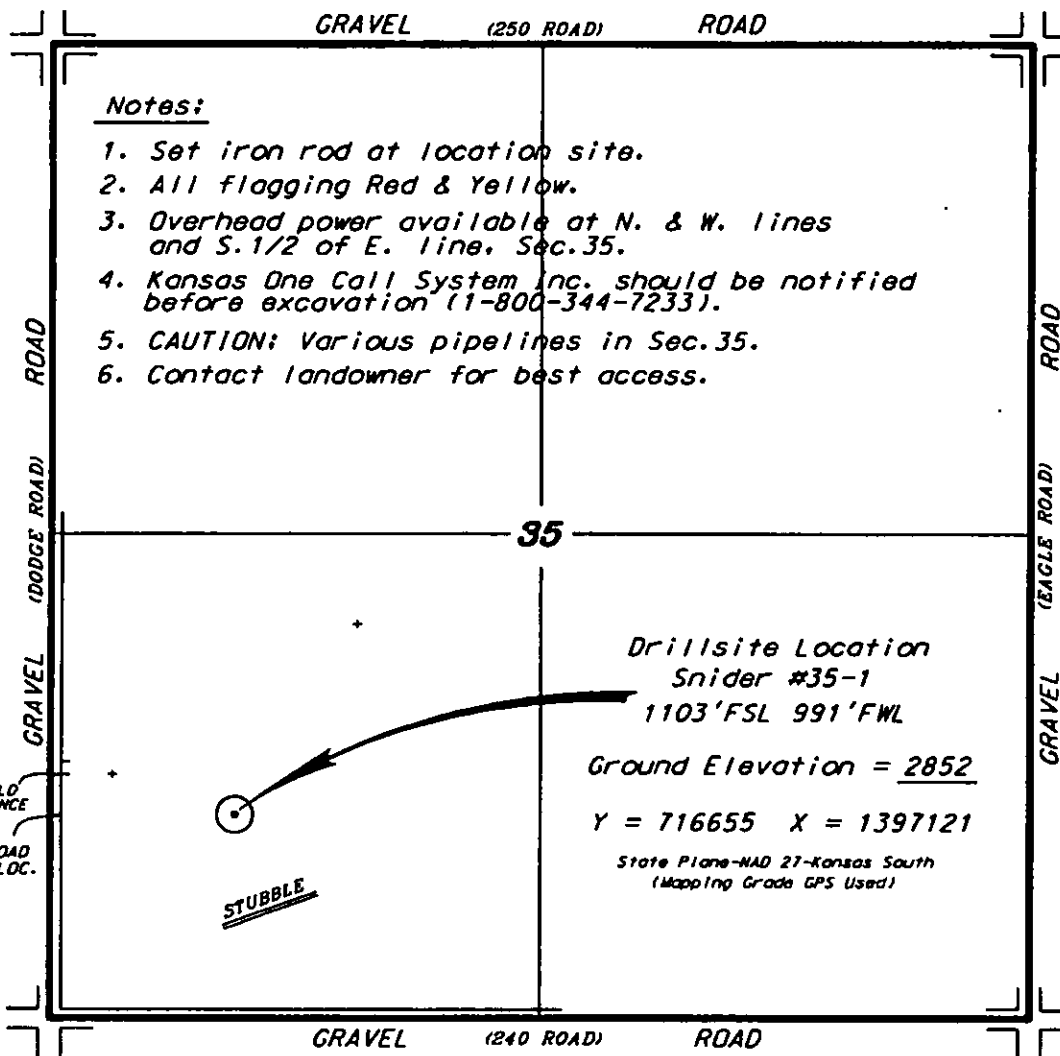 GRAVEL (250 ROAD) ROAD
Notes:
1. Set iron rod at location site.
2. All flagging Red & Yellow.
3. Overhead power available at N. & W. lines
and S.1/2 of E. line, Sec.35.
4. Kansas One Call System Inc. should be notified
before excavation (1-800-344-7233).
5. CAUTION: Various pipelines in Sec.35.
6. Contact landowner for best access.
GRAVEL (DODGE ROAD) ROAD
GRAVEL (EAGLE ROAD) ROAD
35
Drillsite Location
Snider #35-1
1103'FSL 991'FWL
Ground Elevation = 2852
Y = 716655 X = 1397121
State Plane-NAD 27-Kansas South
(Mapping Grade GPS Used)
STUBBLE
GRAVEL (240 ROAD) ROAD
LOC.